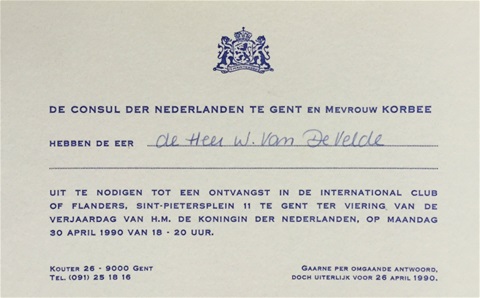 DE CONSUL DER NEDERLANDEN TE GENT EN MEVROUW KORBEE
HEBBEN DE EER de Heer W. Van De Velde
UIT TE NODIGEN TOT EEN ONTVANGST IN DE INTERNATIONAL CLUB
OF FLANDERS, SINT-PIETERSPLEIN 11 TE GENT TER VIERING VAN DE
VERJAARDAG VAN H.M. DE KONINGIN DER NEDERLANDEN, OP MAANDAG
30 APRIL 1990 VAN 18 - 20 UUR.
KOUTER 26 - 9000 GENT
TEL. (091) 25 18 16
GAARNE PER OMGAANDE ANTWOORD,
DOCH UITERLIJK VOOR 26 APRIL 1990.